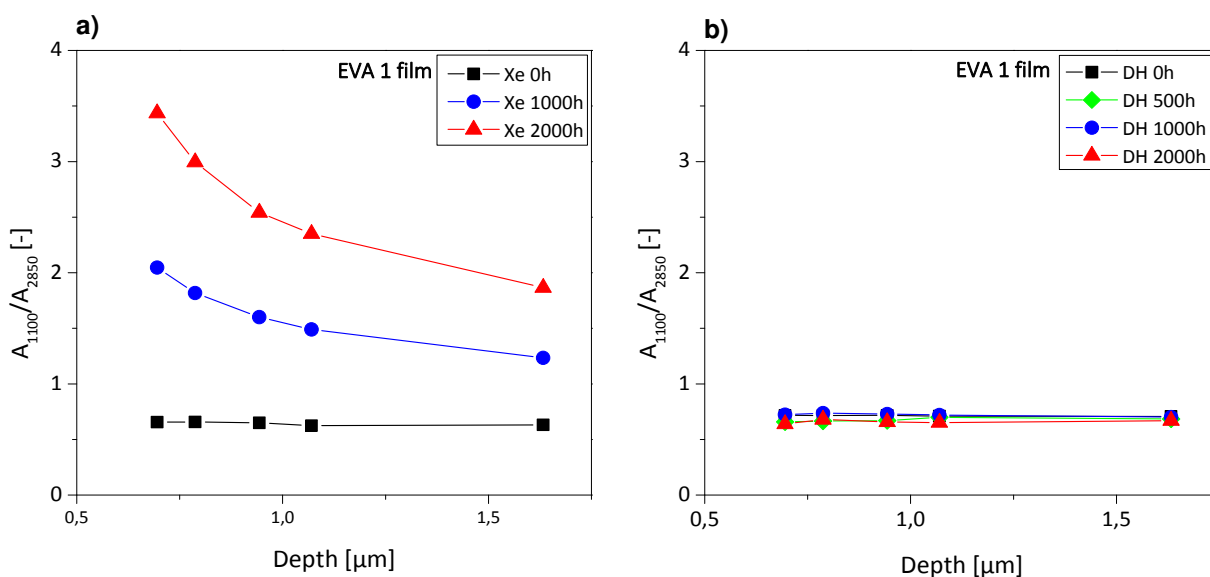 a)
EVA 1 film
Xe 0h
Xe 1000h
Xe 2000h
4
3
2
1
0
A1100/A2850 [-]
0,5
1,0
1,5
Depth [µm]
b)
EVA 1 film
DH 0h
DH 500h
DH 1000h
DH 2000h
4
3
2
1
0
A1100/A2850 [-]
0,5
1,0
1,5
Depth [µm]